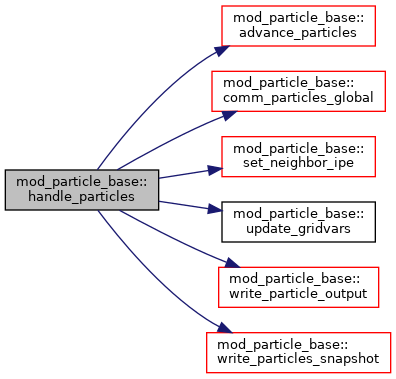 mod_particle_base::
handle_particles
mod_particle_base::
advance_particles
mod_particle_base::
comm_particles_global
mod_particle_base::
set_neighbor_ipe
mod_particle_base::
update_gridvars
mod_particle_base::
write_particle_output
mod_particle_base::
write_particles_snapshot